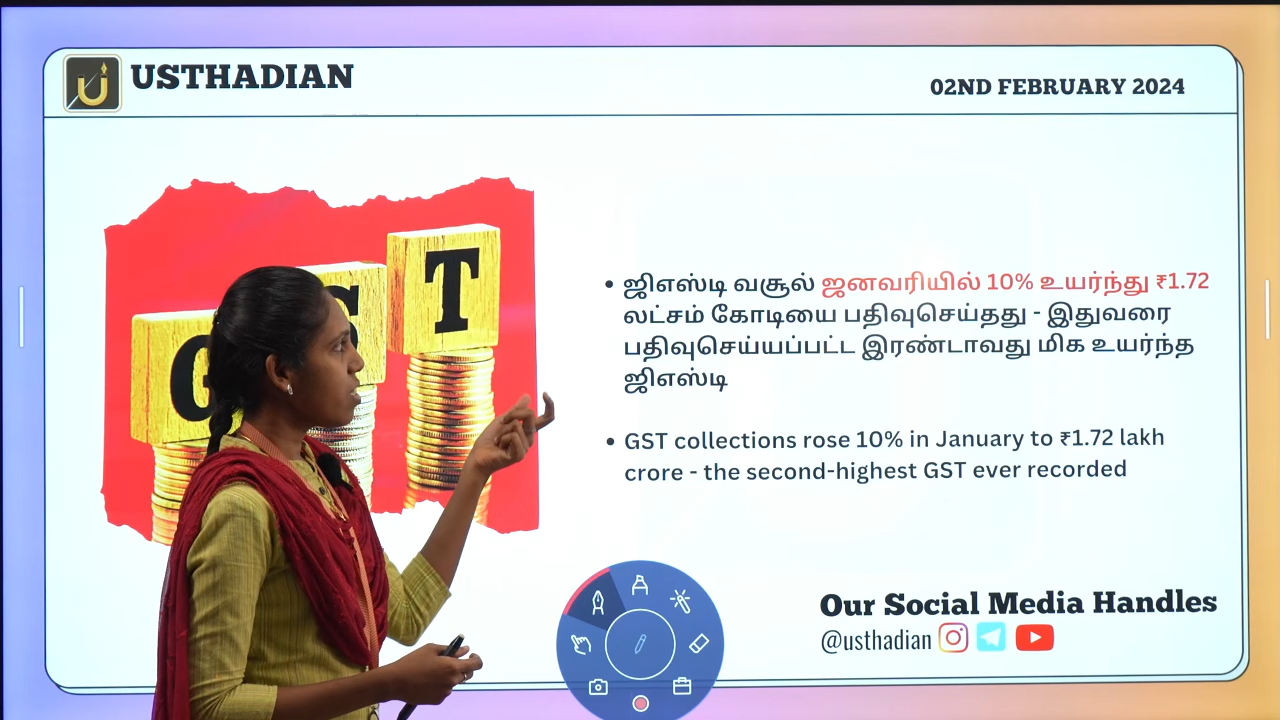 USTHADIAN
02ND FEBRUARY 2024
G S T
ஜிஎஸ்டி வசூல் ஜனவரியில் 10% உயர்ந்து ₹1.72
லட்சம் கோடியை பதிவுசெய்தது - இதுவரை
பதிவுசெய்யப்பட்ட இரண்டாவது மிக உயர்ந்த
ஜிஎஸ்டி
GST collections rose 10% in January to ₹1.72 lakh
crore - the second-highest GST ever recorded
Our Social Media Handles
@usthadian